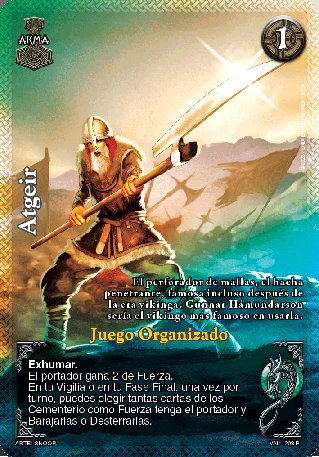 ARMA
1
Atgeir
El perforador de mallas, el hacha
penetrante, famosa incluso después de
la era vikinga. Gunnar Hámundarson
sería el vikingo más famoso en usarla.
Juego Organizado
Exhumar.
El portador gana 2 de Fuerza.
En tu Vigilia o en tu Fase Final, una vez por
turno, puedes elegir tantas cartas de los
Cementerio como Fuerza tenga el portador y
Barajarlas o Desterrarlas.